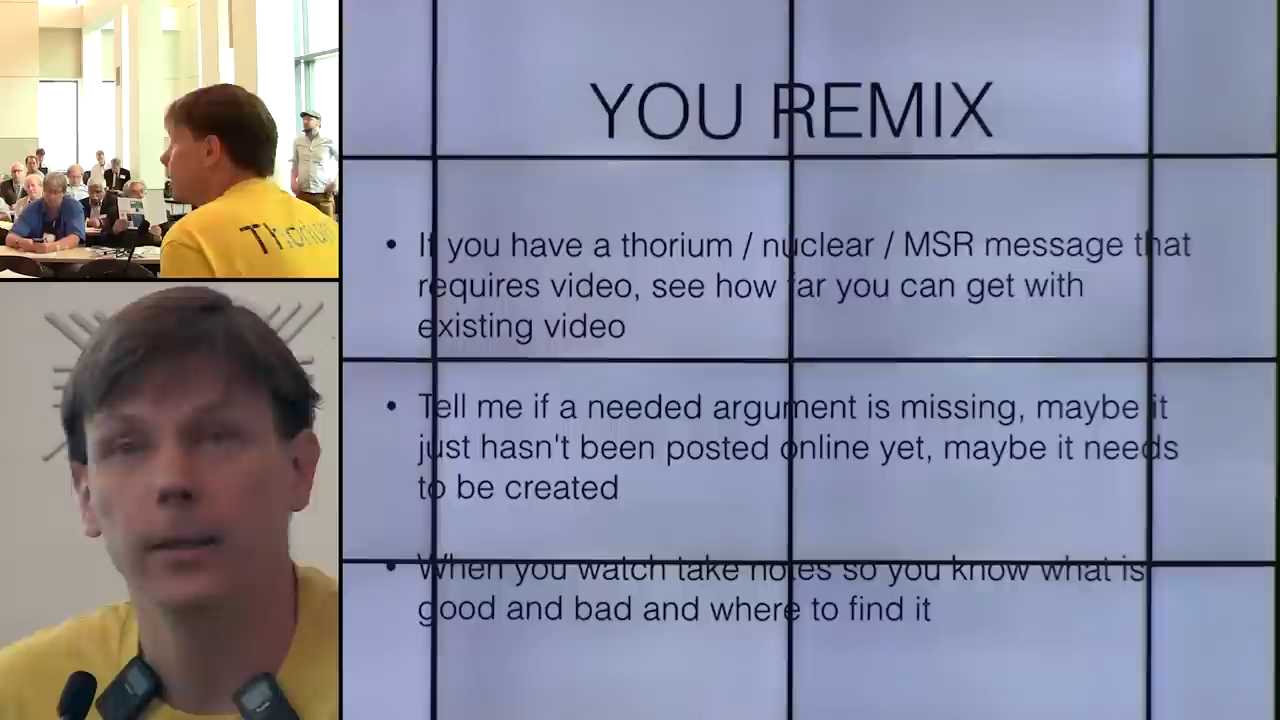 Thorium
YOU REMIX
• If you have a thorium / nuclear / MSR message that
requires video, see how far you can get with
existing video
• Tell me if a needed argument is missing, maybe it
just hasn't been posted online yet, maybe it needs
to be created
• When you watch take notes so you know what is
good and bad and where to find it